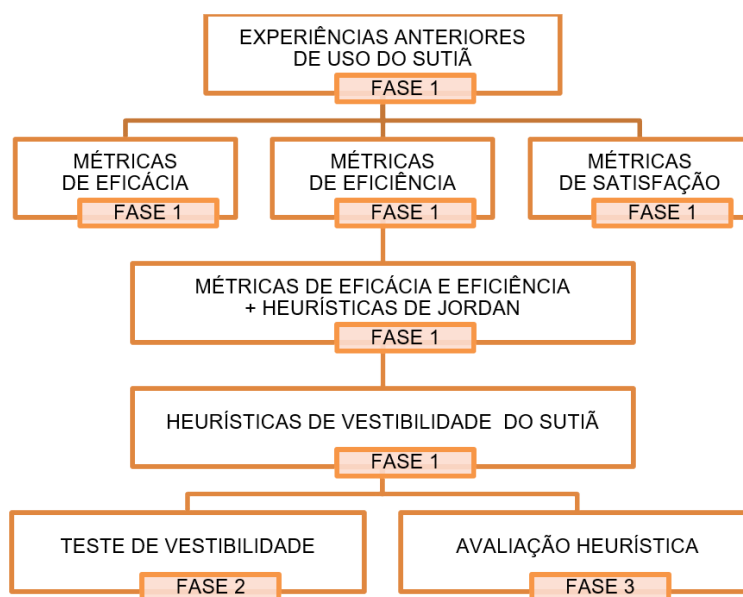 EXPERIÊNCIAS ANTERIORES
DE USO DO SUTIÃ
FASE 1
MÉTRICAS
DE EFICÁCIA
FASE 1
MÉTRICAS
DE EFICIÊNCIA
FASE 1
MÉTRICAS
DE SATISFAÇÃO
FASE 1
MÉTRICAS DE EFICÁCIA E EFICIÊNCIA
+ HEURÍSTICAS DE JORDAN
FASE 1
HEURÍSTICAS DE VESTIBILIDADE DO SUTIÃ
FASE 1
TESTE DE VESTIBILIDADE
FASE 2
AVALIAÇÃO HEURÍSTICA
FASE 3